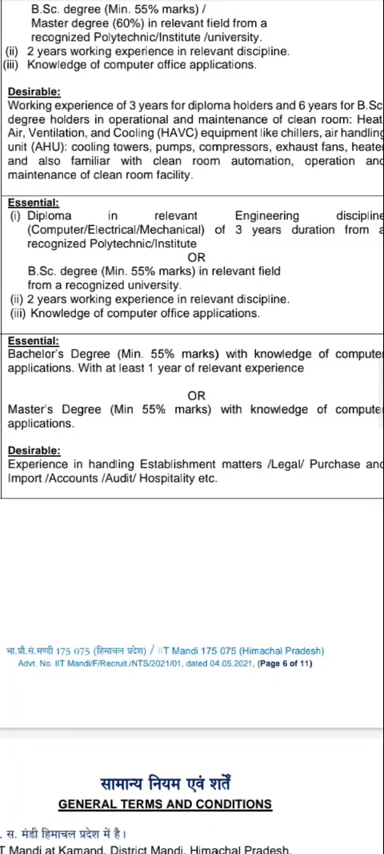 B.Sc. degree (Min. 55% marks) /
Master degree (60%) in relevant field from a
recognized Polytechnic/Institute /university.
(ii) 2 years working experience in relevant discipline.
(iii) Knowledge of computer office applications.
Desirable:
Working experience of 3 years for diploma holders and 6 years for B.Sc
degree holders in operational and maintenance of clean room: Heat
Air, Ventilation, and Cooling (HAVC) equipment like chillers, air handling
unit (AHU): cooling towers, pumps, compressors, exhaust fans, heater
and also familiar with clean room automation, operation and
maintenance of clean room facility.
Essential:
(i) Diploma in relevant Engineering discipline
(Computer/Electrical/Mechanical) of 3 years duration from a
recognized Polytechnic/Institute
OR
B.Sc. degree (Min. 55% marks) in relevant field
from a recognized university.
(ii) 2 years working experience in relevant discipline.
(iii) Knowledge of computer office applications.
Essential:
Bachelor's Degree (Min. 55% marks) with knowledge of compute
applications. With at least 1 year of relevant experience
OR
Master's Degree (Min 55% marks) with knowledge of compute
applications.
Desirable:
Experience in handling Establishment matters /Legal/ Purchase and
Import /Accounts /Audit/ Hospitality etc.
भा.प्रौ.सं.मण्डी 175 075 (हिमाचल प्रदेश) / IIT Mandi 175 075 (Himachal Pradesh)
Advt. No. IIT Mandi/F/Recruit./NTS/2021/01, dated 04.05.2021, (Page 6 of 11)
सामान्य नियम एवं शर्तें
GENERAL TERMS AND CONDITIONS
. स. मंडी हिमाचल प्रदेश में है।
T Mandi at Kamand, District Mandi, Himachal Pradesh.